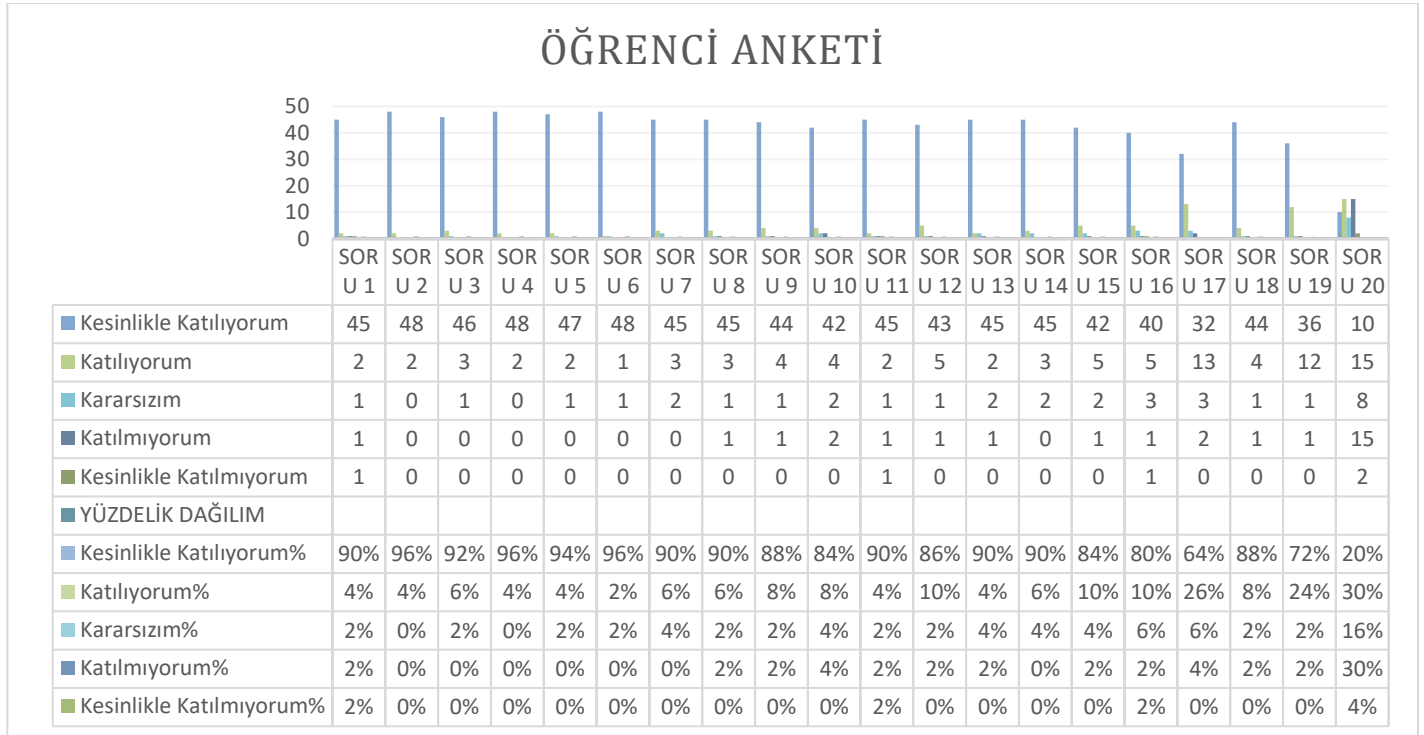 ÖĞRENCİ ANKETİ
50
40
30
20
10
0
SOR U 1 SOR U 2 SOR U 3 SOR U 4 SOR U 5 SOR U 6 SOR U 7 SOR U 8 SOR U 9 SOR U 10 SOR U 11 SOR U 12 SOR U 13 SOR U 14 SOR U 15 SOR U 16 SOR U 17 SOR U 18 SOR U 19 SOR U 20
Kesinlikle Katılıyorum 45 48 46 48 47 48 45 45 44 42 45 43 45 45 42 40 32 44 36 10
Katılıyorum 2 2 3 2 2 1 3 3 4 4 2 5 2 3 5 5 13 4 12 15
Kararsızım 1 0 1 0 1 1 2 1 1 2 1 1 2 2 2 3 3 1 1 8
Katılmıyorum 1 0 0 0 0 0 0 1 1 2 1 1 1 0 1 1 2 1 1 15
Kesinlikle Katılmıyorum 1 0 0 0 0 0 0 0 0 0 1 0 0 0 0 1 0 0 0 2
YÜZDELİK DAĞILIM
Kesinlikle Katılıyorum% 90% 96% 92% 96% 94% 96% 90% 90% 88% 84% 90% 86% 90% 90% 84% 80% 64% 88% 72% 20%
Katılıyorum% 4% 4% 6% 4% 4% 2% 6% 6% 8% 8% 4% 10% 4% 6% 10% 10% 26% 8% 24% 30%
Kararsızım% 2% 0% 2% 0% 2% 2% 4% 2% 2% 4% 2% 2% 4% 4% 4% 6% 6% 2% 2% 16%
Katılmıyorum% 2% 0% 0% 0% 0% 0% 0% 2% 2% 4% 2% 2% 2% 0% 2% 2% 4% 2% 2% 30%
Kesinlikle Katılmıyorum% 2% 0% 0% 0% 0% 0% 0% 0% 0% 0% 2% 0% 0% 0% 0% 2% 0% 0% 0% 4%